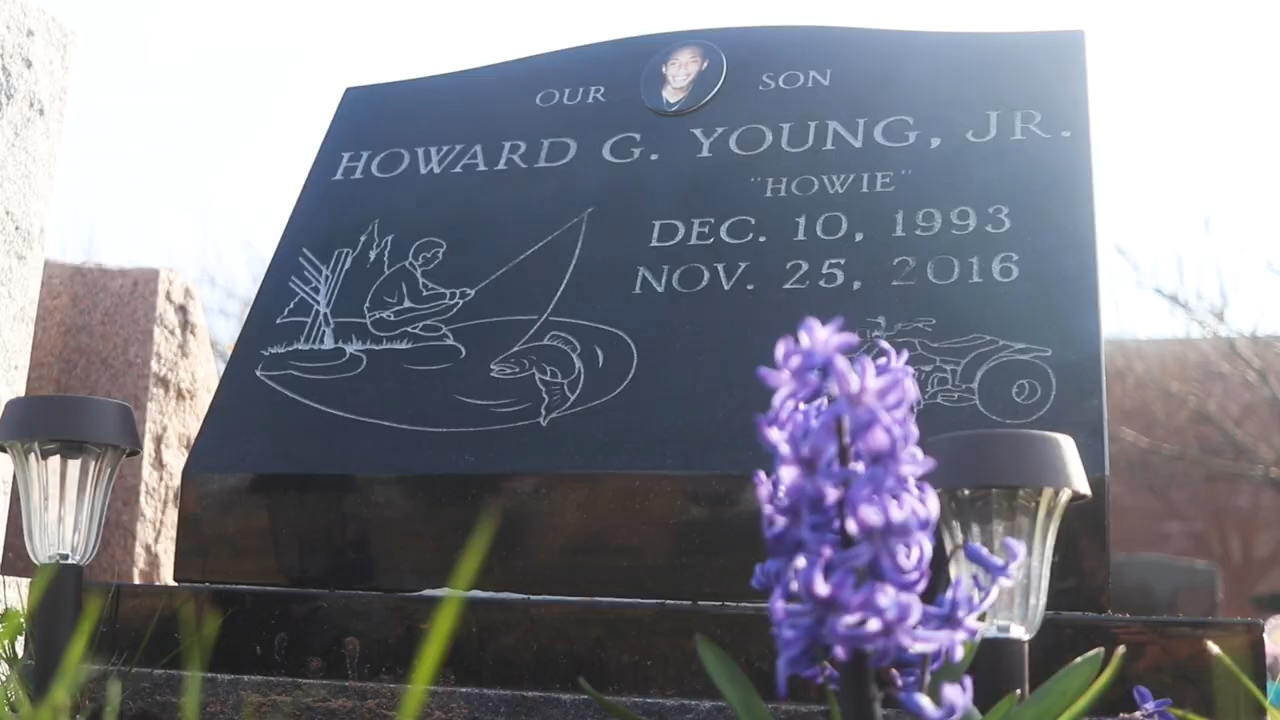 OUR SON
HOWARD G. YOUNG, JR.
"HOWIE"
DEC. 10, 1993
NOV. 25, 2016